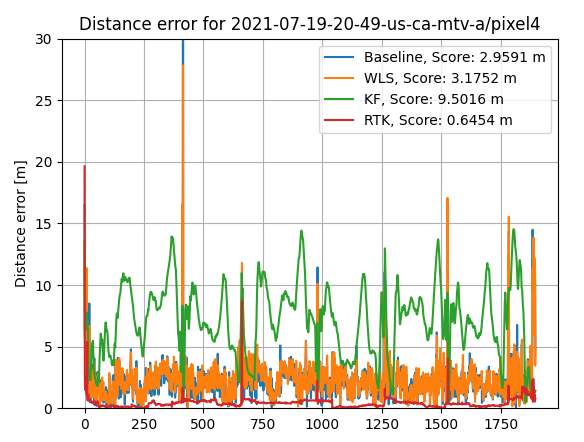 Distance error for 2021-07-19-20-49-us-ca-mtv-a/pixel4
Distance error [m]
30
25
20
15
10
5
0
Baseline, Score: 2.9591 m
WLS, Score: 3.1752 m
KF, Score: 9.5016 m
RTK, Score: 0.6454 m
0 250 500 750 1000 1250 1500 1750